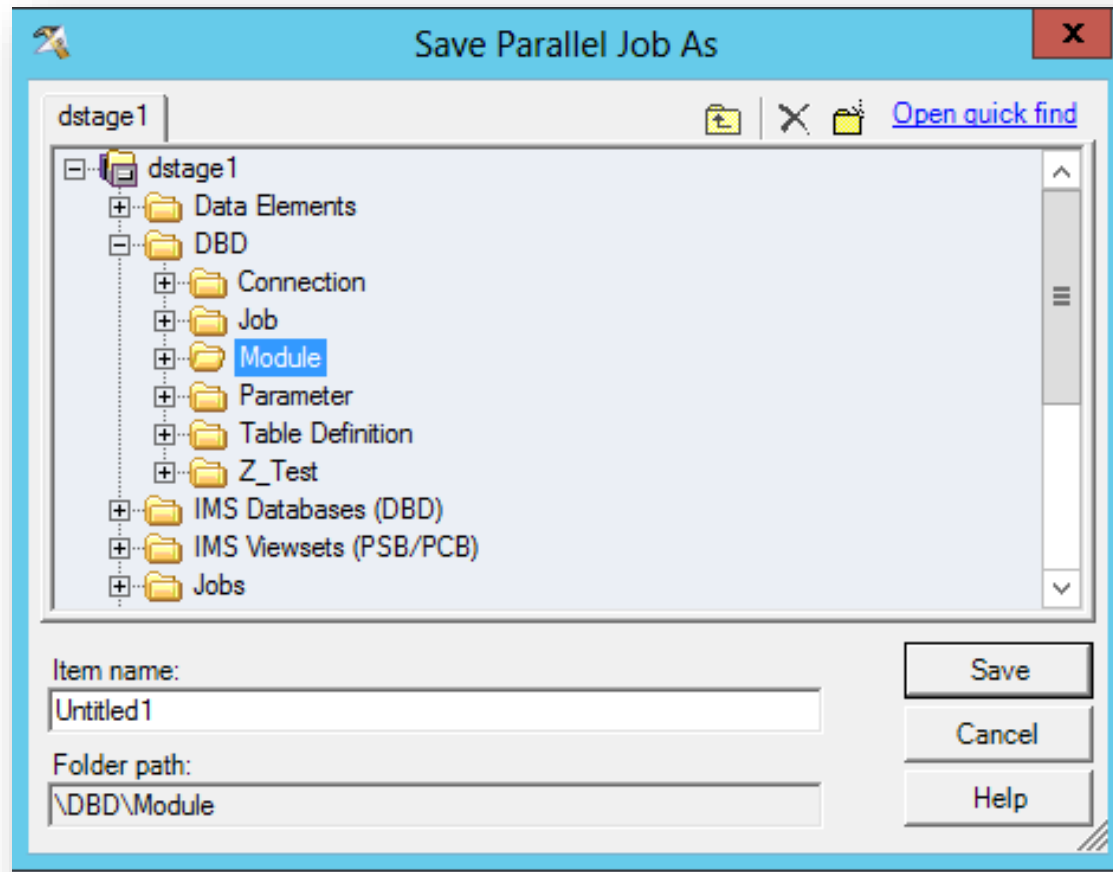 Save Parallel Job As
x
dstage1
Open quick find
dstage1
Data Elements
DBD
Connection
Job
Module
Parameter
Table Definition
Z_Test
IMS Databases (DBD)
IMS Viewsets (PSB/PCB)
Jobs
Item name:
Save
Untitled1
Cancel
Folder path:
\DBD\Module
Help